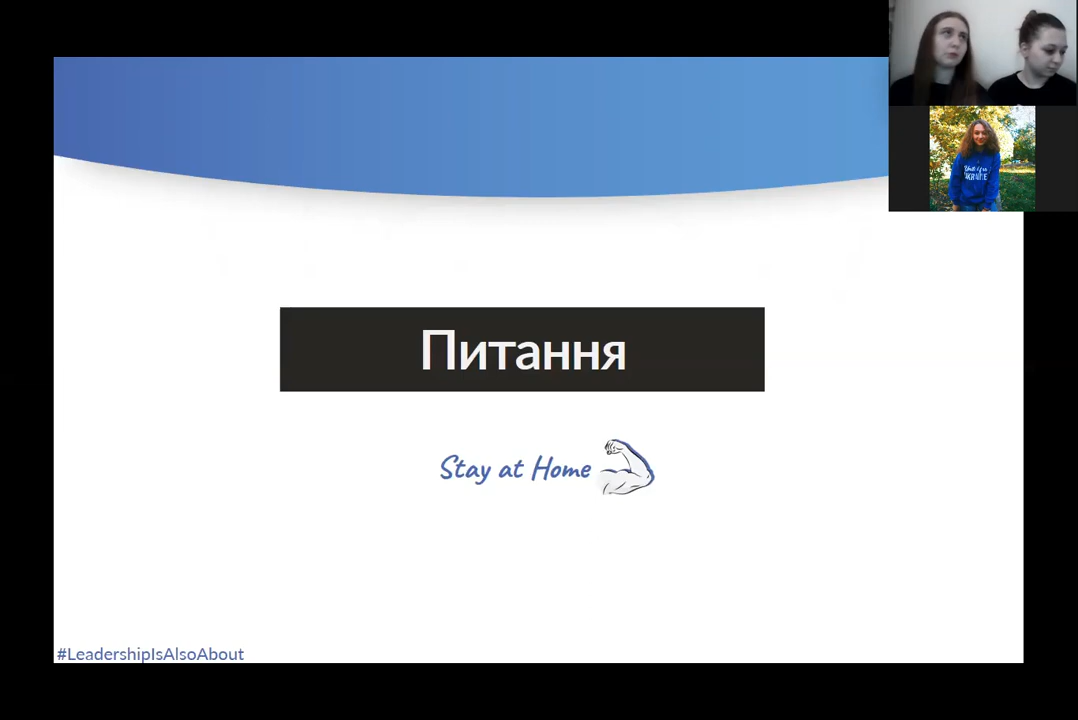 Питання
Stay at Home
#LeadershipIsAlsoAbout